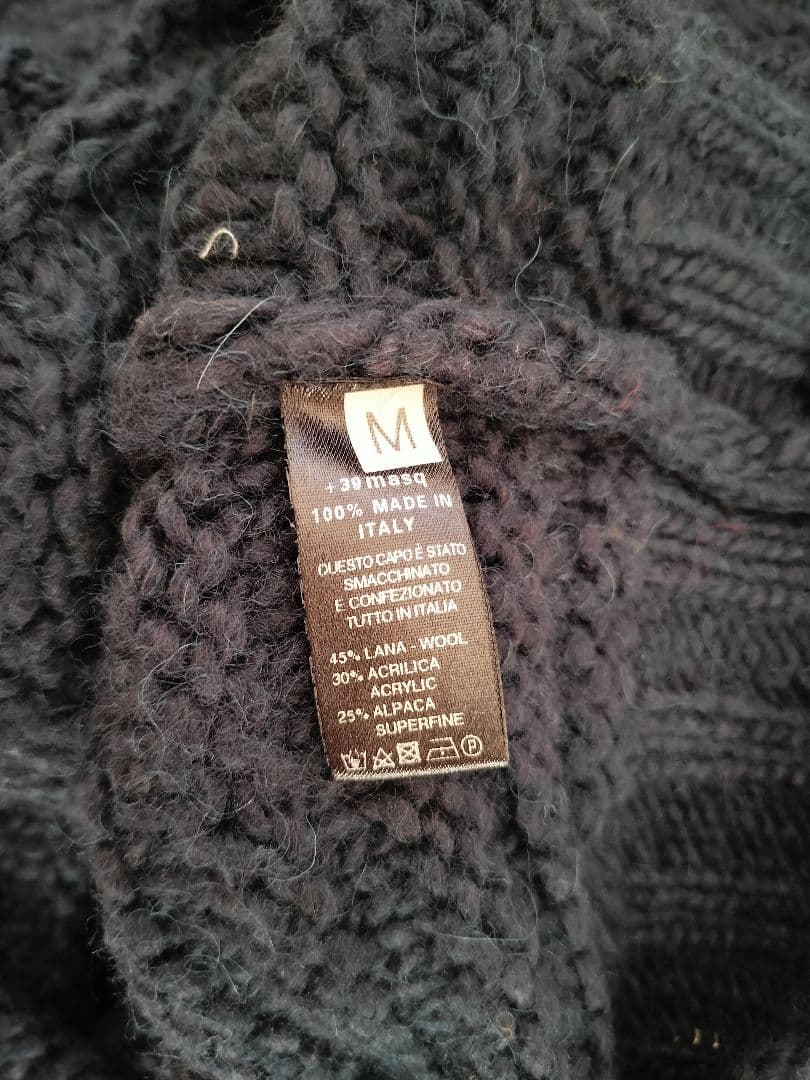 M
+39masq
100% MADE IN
ITALY
QUESTO CAPO È STATO
SMACCHINATO
E CONFEZIONATO
TUTTO IN ITALIA
45% LANA - WOOL
30% ACRILICA
ACRYLIC
25% ALPACA
SUPERFINE
P